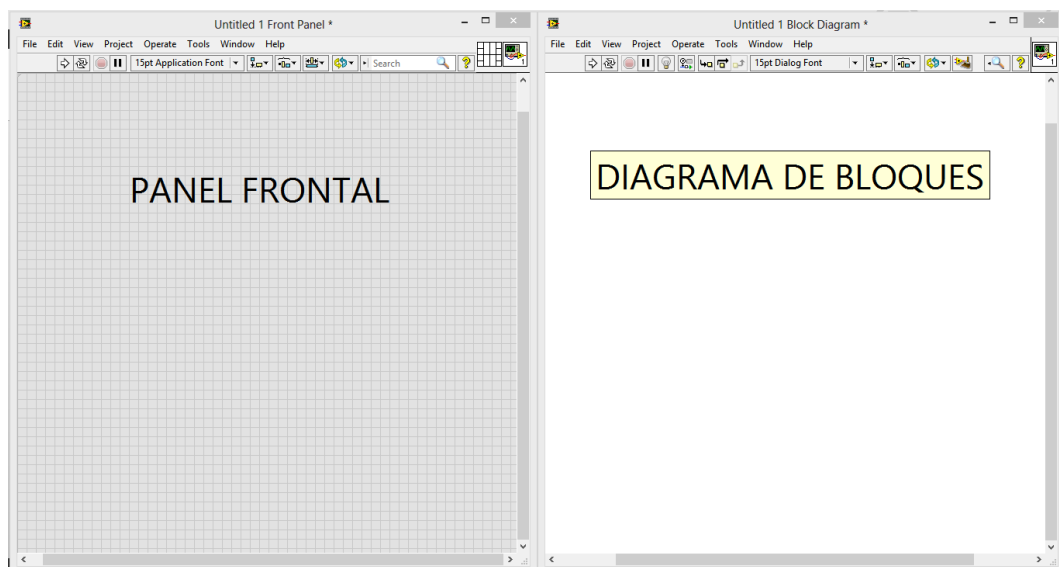 Untitled 1 Front Panel *
File Edit View Project Operate Tools Window Help
15pt Application Font
Search
PANEL FRONTAL
Untitled 1 Block Diagram *
File Edit View Project Operate Tools Window Help
15pt Dialog Font
DIAGRAMA DE BLOQUES